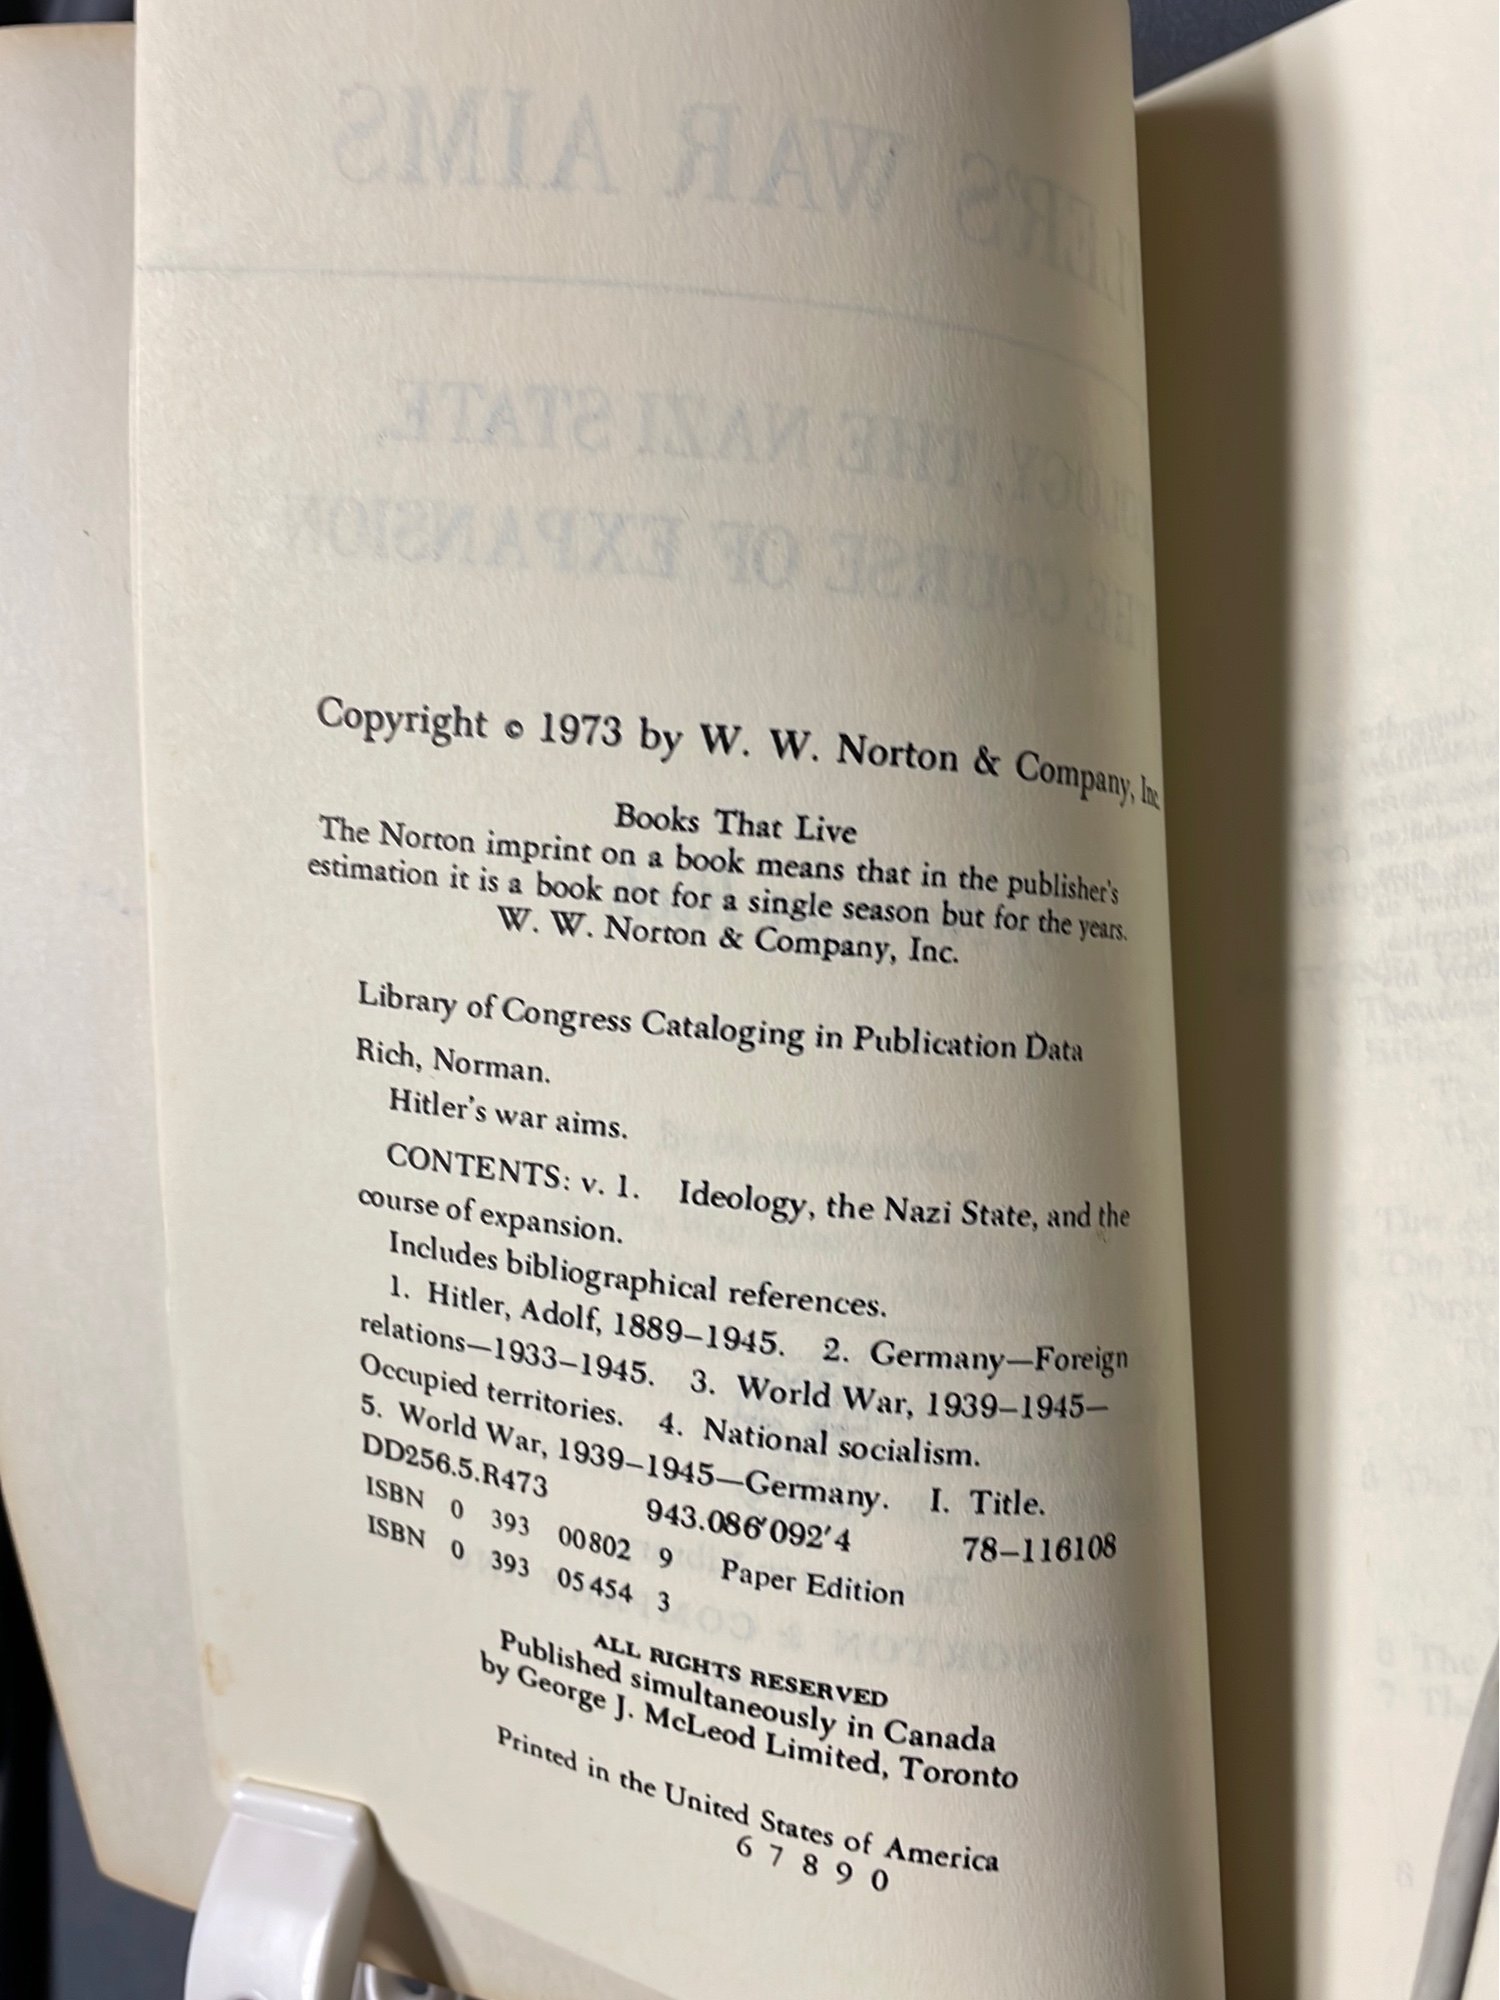 Copyright © 1973 by W. W. Norton & Company, Inc.
Books That Live
The Norton imprint on a book means that in the publisher's
estimation it is a book not for a single season but for the years.
W. W. Norton & Company, Inc.
Library of Congress Cataloging in Publication Data
Rich, Norman.
Hitler's war aims.
CONTENTS: v. 1. Ideology, the Nazi State, and the
course of expansion.
Includes bibliographical references.
1. Hitler, Adolf, 1889–1945. 2. Germany—Foreign
relations—1933–1945. 3. World War, 1939–1945—
Occupied territories. 4. National socialism.
5. World War, 1939–1945—Germany. I. Title.
DD256.5.R473 943.086'092'4 78–116108
ISBN 0 393 00802 9 Paper Edition
ISBN 0 393 05454 3
ALL RIGHTS RESERVED
Published simultaneously in Canada
by George J. McLeod Limited, Toronto
Printed in the United States of America
6 7 8 9 0